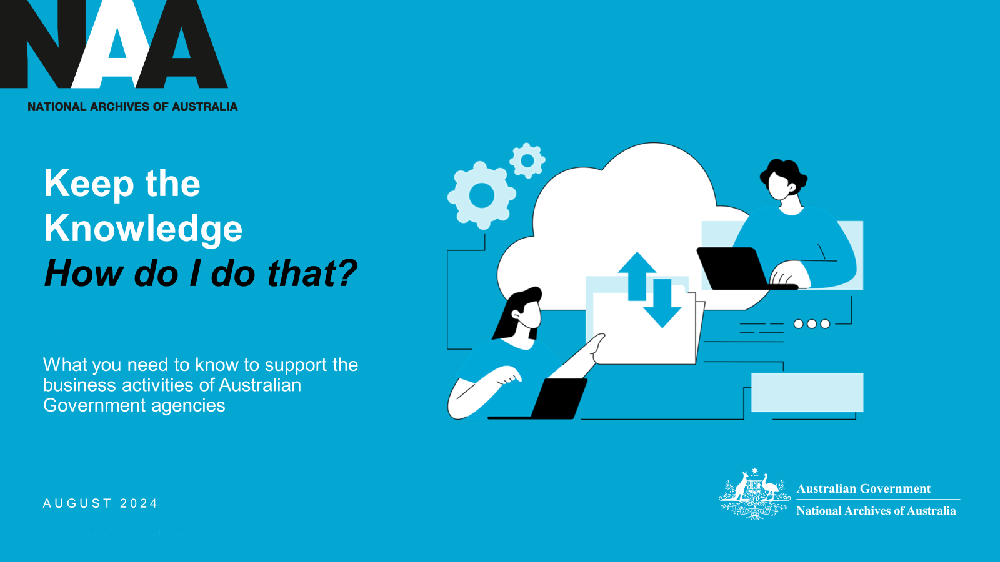 NAA
NATIONAL ARCHIVES OF AUSTRALIA
Keep the
Knowledge
How do I do that?
What you need to know to support the
business activities of Australian
Government agencies
AUGUST 2024
AUSTRALIA
Australian Government
National Archives of Australia